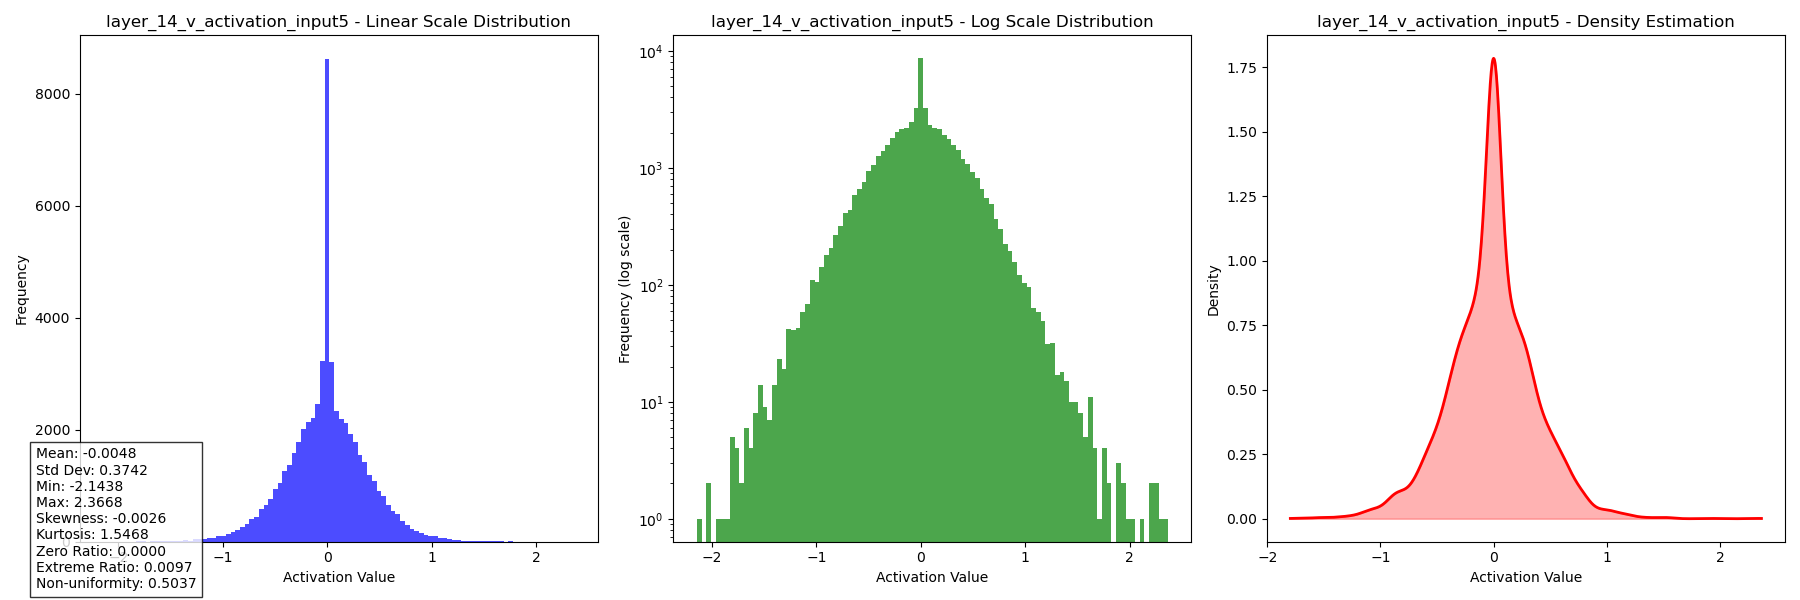 layer_14_v_activation_input5 - Linear Scale Distribution
8000
6000
4000
2000
0
Frequency
−1
0
1
2
Activation Value
Mean: -0.0048
Std Dev: 0.3742
Min: -2.1438
Max: 2.3668
Skewness: -0.0026
Kurtosis: 1.5468
Zero Ratio: 0.0000
Extreme Ratio: 0.0097
Non-uniformity: 0.5037
layer_14_v_activation_input5 - Log Scale Distribution
10⁴
10³
10²
10¹
10⁰
Frequency (log scale)
−2
−1
0
1
2
Activation Value
layer_14_v_activation_input5 - Density Estimation
1.75
1.50
1.25
1.00
0.75
0.50
0.25
0.00
Density
−2
−1
0
1
2
Activation Value